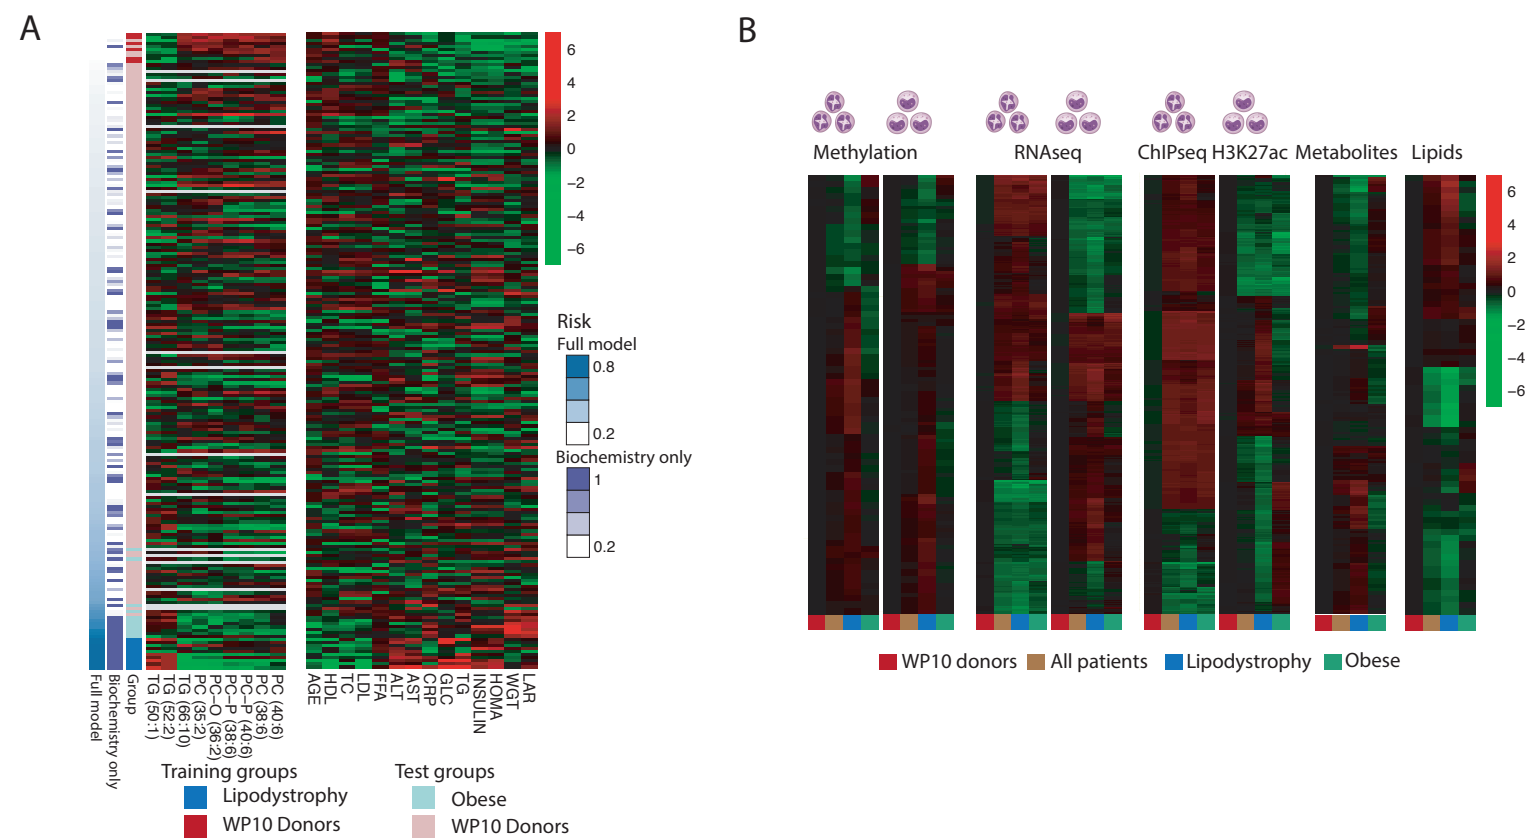 A
B
6
4
2
0
−2
−4
−6
Risk
Full model
0.8
0.2
Biochemistry only
1
0.2
Full model
Biochemistry only
Group
TG (50:1)
TG (52:2)
TG (66:10)
PC (35:2)
PC−O (36:2)
PC−P (38:6)
PC−P (40:6)
PC (38:6)
PC (40:6)
AGE
HDL
TC
LDL
FFA
ALT
AST
CRP
GLC
TG
INSULIN
HOMA
WGT
LAR
Training groups
Lipodystrophy
WP10 Donors
Test groups
Obese
WP10 Donors
Methylation
RNAseq
ChIPseq H3K27ac
Metabolites
Lipids
6
4
2
0
−2
−4
−6
WP10 donors
All patients
Lipodystrophy
Obese